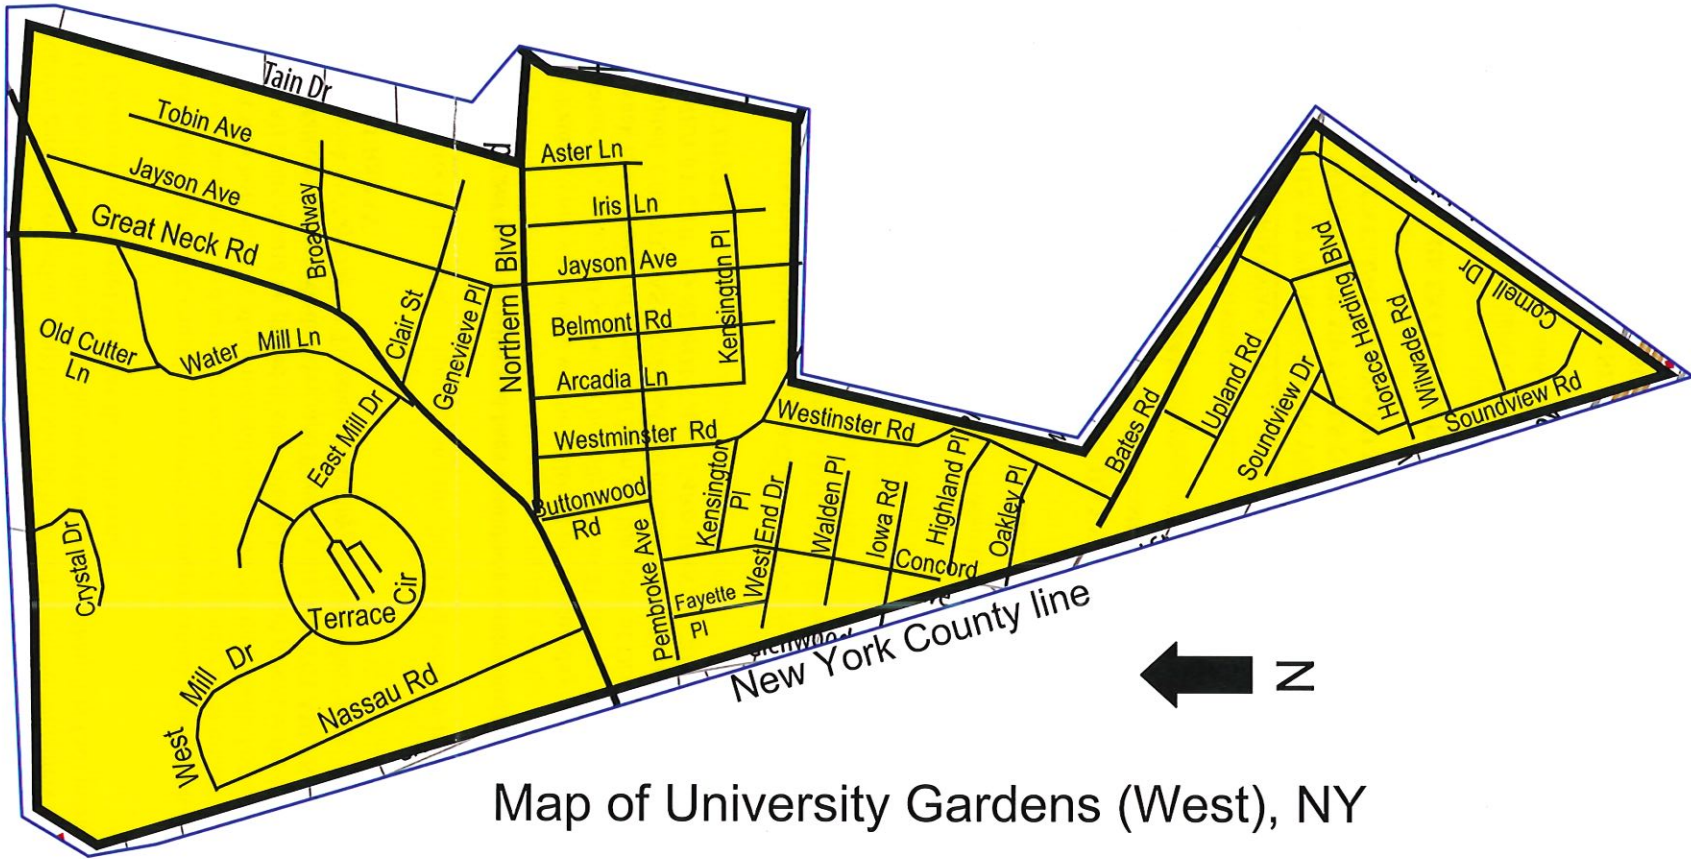 Tain Dr
Tobin Ave
Jayson Ave
Broadway
Great Neck Rd
Clair St
Genevieve Pl
Northern Blvd
Old Cutter
Ln
Water Mill Ln
East Mill Dr
Crystal Dr
Terrace Cir
West Mill Dr
Nassau Rd
Aster Ln
Iris Ln
Jayson Ave
Kensington Pl
Belmont Rd
Arcadia Ln
Westminster Rd
Westinster Rd
Buttonwood
Rd
Kensington
Pl
West End Dr
Walden Pl
Iowa Rd
Highland Pl
Oakley Pl
Concord
Pembroke Ave
Fayette
Pl
Bates Rd
Upland Rd
Soundview Dr
Horace Harding Blvd
Wilwade Rd
Cornell Dr
Soundview Rd
New York County line
N
Map of University Gardens (West), NY